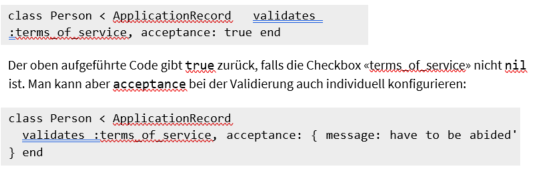 class Person < ApplicationRecord   validates
:terms_of_service, acceptance: true end
Der oben aufgeführte Code gibt true zurück, falls die Checkbox «terms_of_service» nicht nil
ist. Man kann aber acceptance bei der Validierung auch individuell konfigurieren:
class Person < ApplicationRecord
  validates :terms_of_service, acceptance: { message: have to be abided'
} end